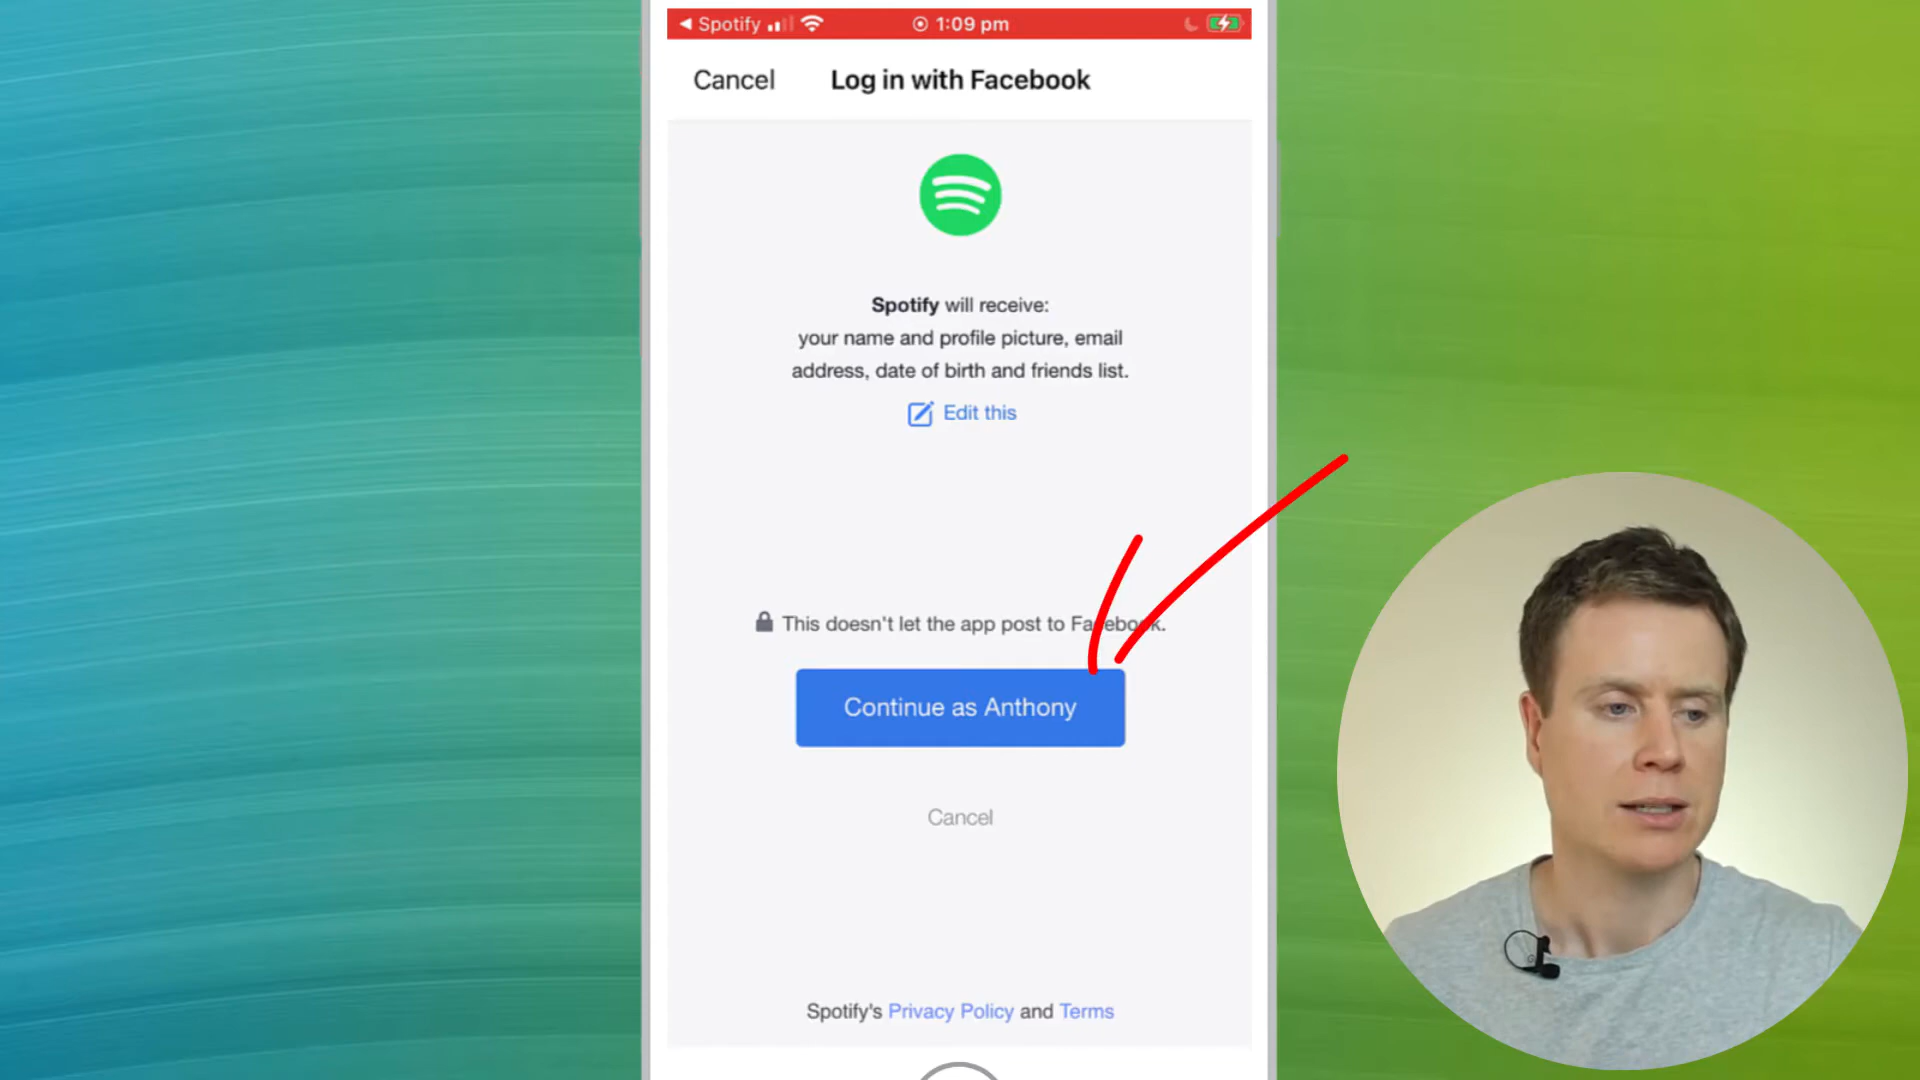 Spotify 1:09 pm
Cancel Log in with Facebook
Spotify will receive:
your name and profile picture, email
address, date of birth and friends list.
Edit this
This doesn't let the app post to Facebook.
Continue as Anthony
Cancel
Spotify's Privacy Policy and Terms